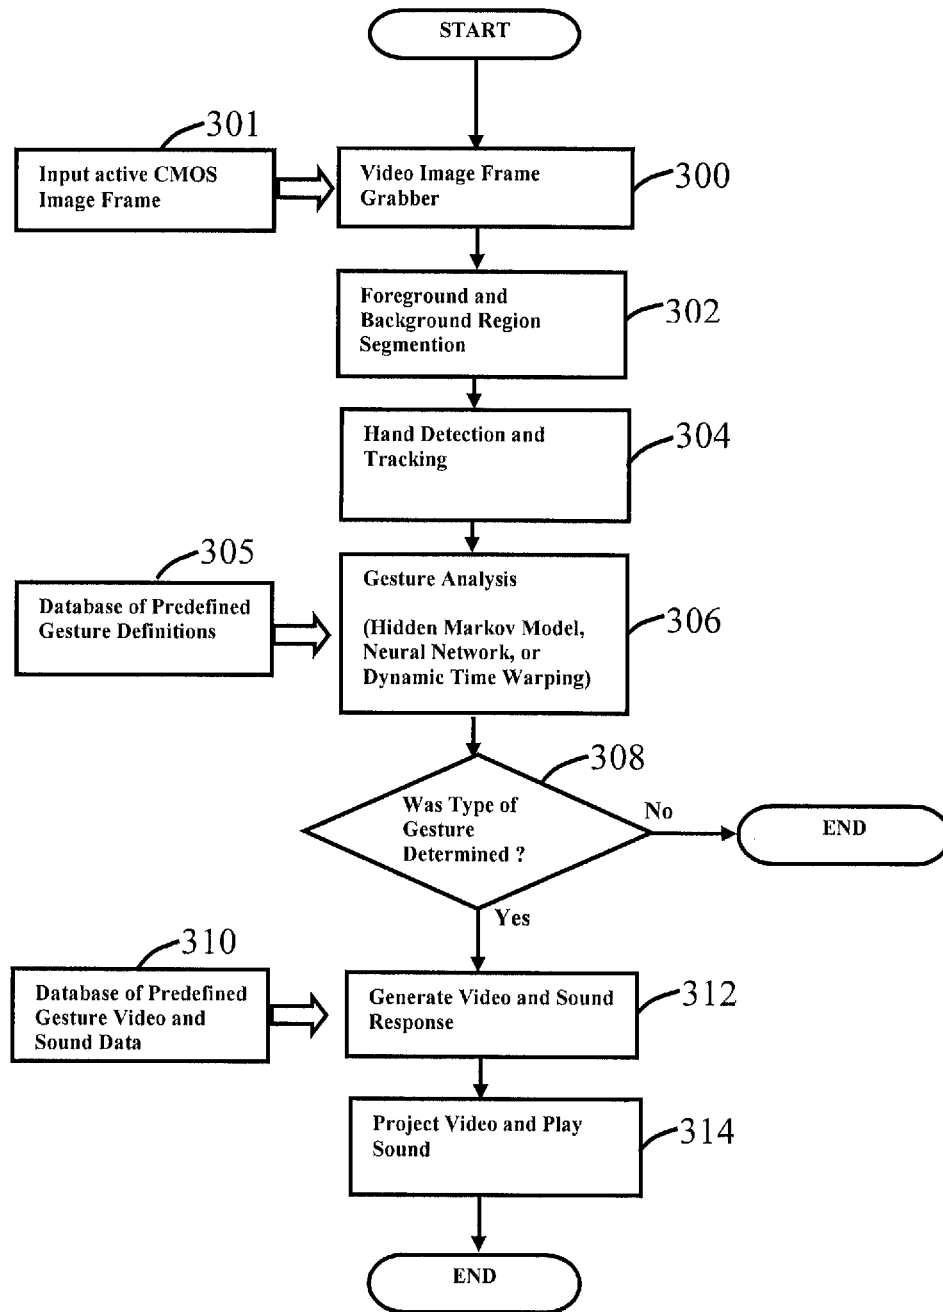 START
301
Input active CMOS
Image Frame
Video Image Frame
Grabber
300
Foreground and
Background Region
Segmention
302
Hand Detection and
Tracking
304
305
Database of Predefined
Gesture Definitions
Gesture Analysis
(Hidden Markov Model,
Neural Network, or
Dynamic Time Warping)
306
308
Was Type of
Gesture
Determined ?
No
END
Yes
310
Database of Predefined
Gesture Video and
Sound Data
Generate Video and Sound
Response
312
Project Video and Play
Sound
314
END